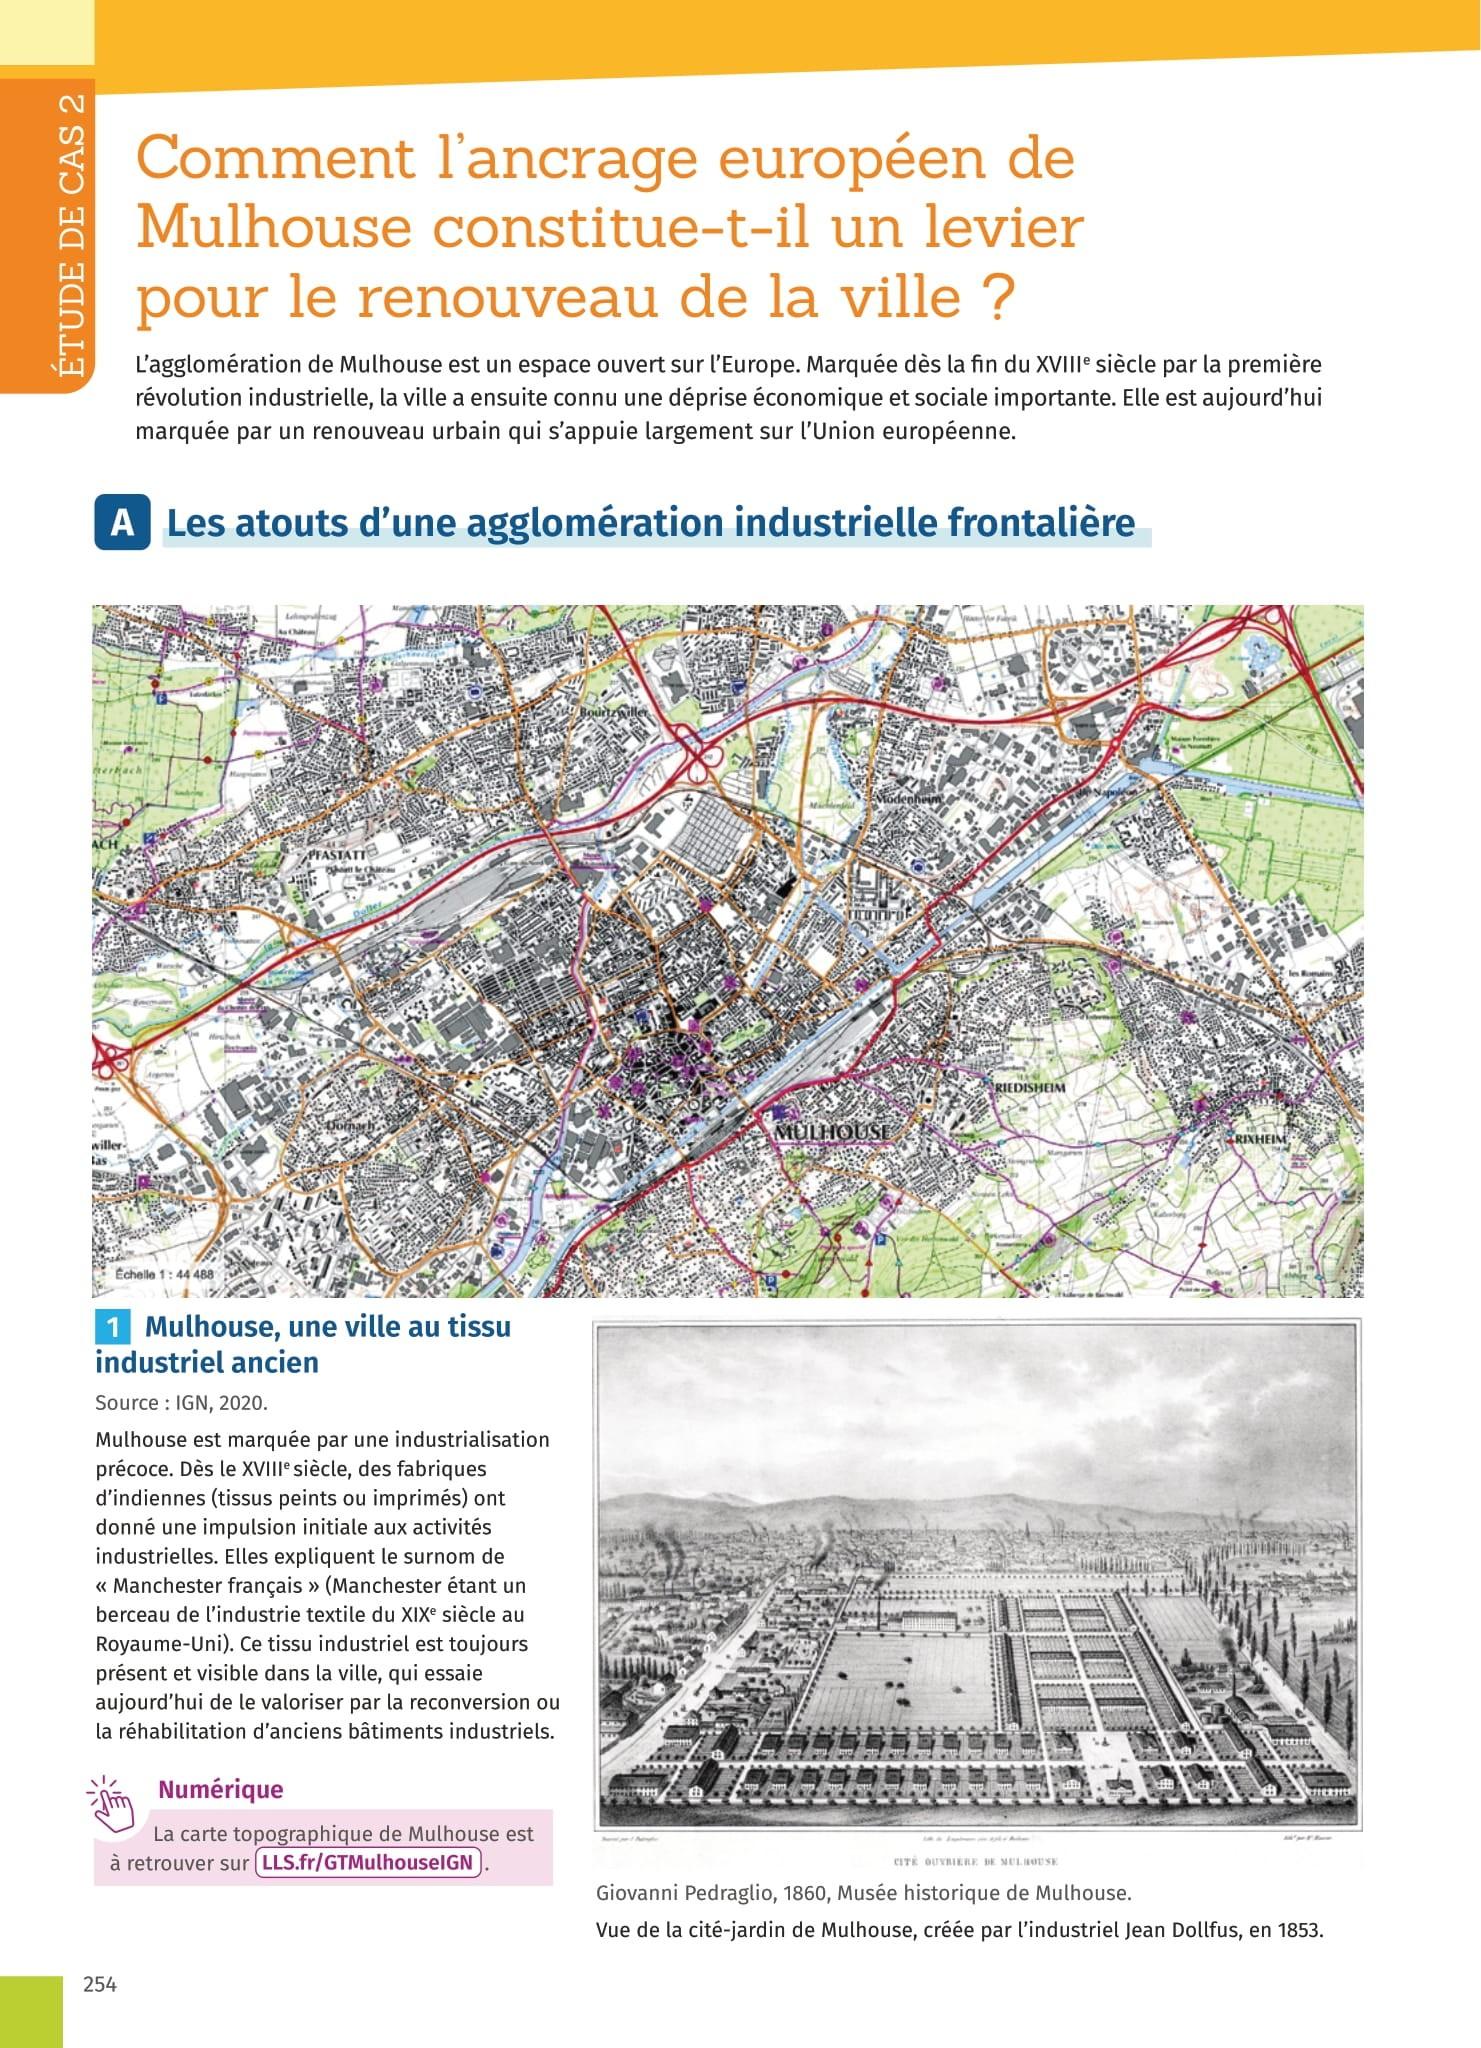 ÉTUDE DE CAS 2
Comment l'ancrage européen de
Mulhouse constitue-t-il un levier
pour le renouveau de la ville ?
L'agglomération de Mulhouse est un espace ouvert sur l'Europe. Marquée dès la fin du XVIIIe siècle par la première
révolution industrielle, la ville a ensuite connu une déprise économique et sociale importante. Elle est aujourd'hui
marquée par un renouveau urbain qui s'appuie largement sur l'Union européenne.
A Les atouts d'une agglomération industrielle frontalière
Bourtzwiller
Modenheim
PFASTATT
Pfastatt le Château
Doller
les Romains
RIEDISHEIM
Dornach
MULHOUSE
RIXHEIM
Échelle 1 : 44 488
1 Mulhouse, une ville au tissu
industriel ancien
Source : IGN, 2020.
Mulhouse est marquée par une industrialisation
précoce. Dès le XVIIIe siècle, des fabriques
d'indiennes (tissus peints ou imprimés) ont
donné une impulsion initiale aux activités
industrielles. Elles expliquent le surnom de
« Manchester français » (Manchester étant un
berceau de l'industrie textile du XIXe siècle au
Royaume-Uni). Ce tissu industriel est toujours
présent et visible dans la ville, qui essaie
aujourd'hui de le valoriser par la reconversion ou
la réhabilitation d'anciens bâtiments industriels.
Numérique
La carte topographique de Mulhouse est
à retrouver sur LLS.fr/GTMulhouseIGN .
CITÉ OUVRIERE DE MULHOUSE
Giovanni Pedraglio, 1860, Musée historique de Mulhouse.
Vue de la cité-jardin de Mulhouse, créée par l'industriel Jean Dollfus, en 1853.
254